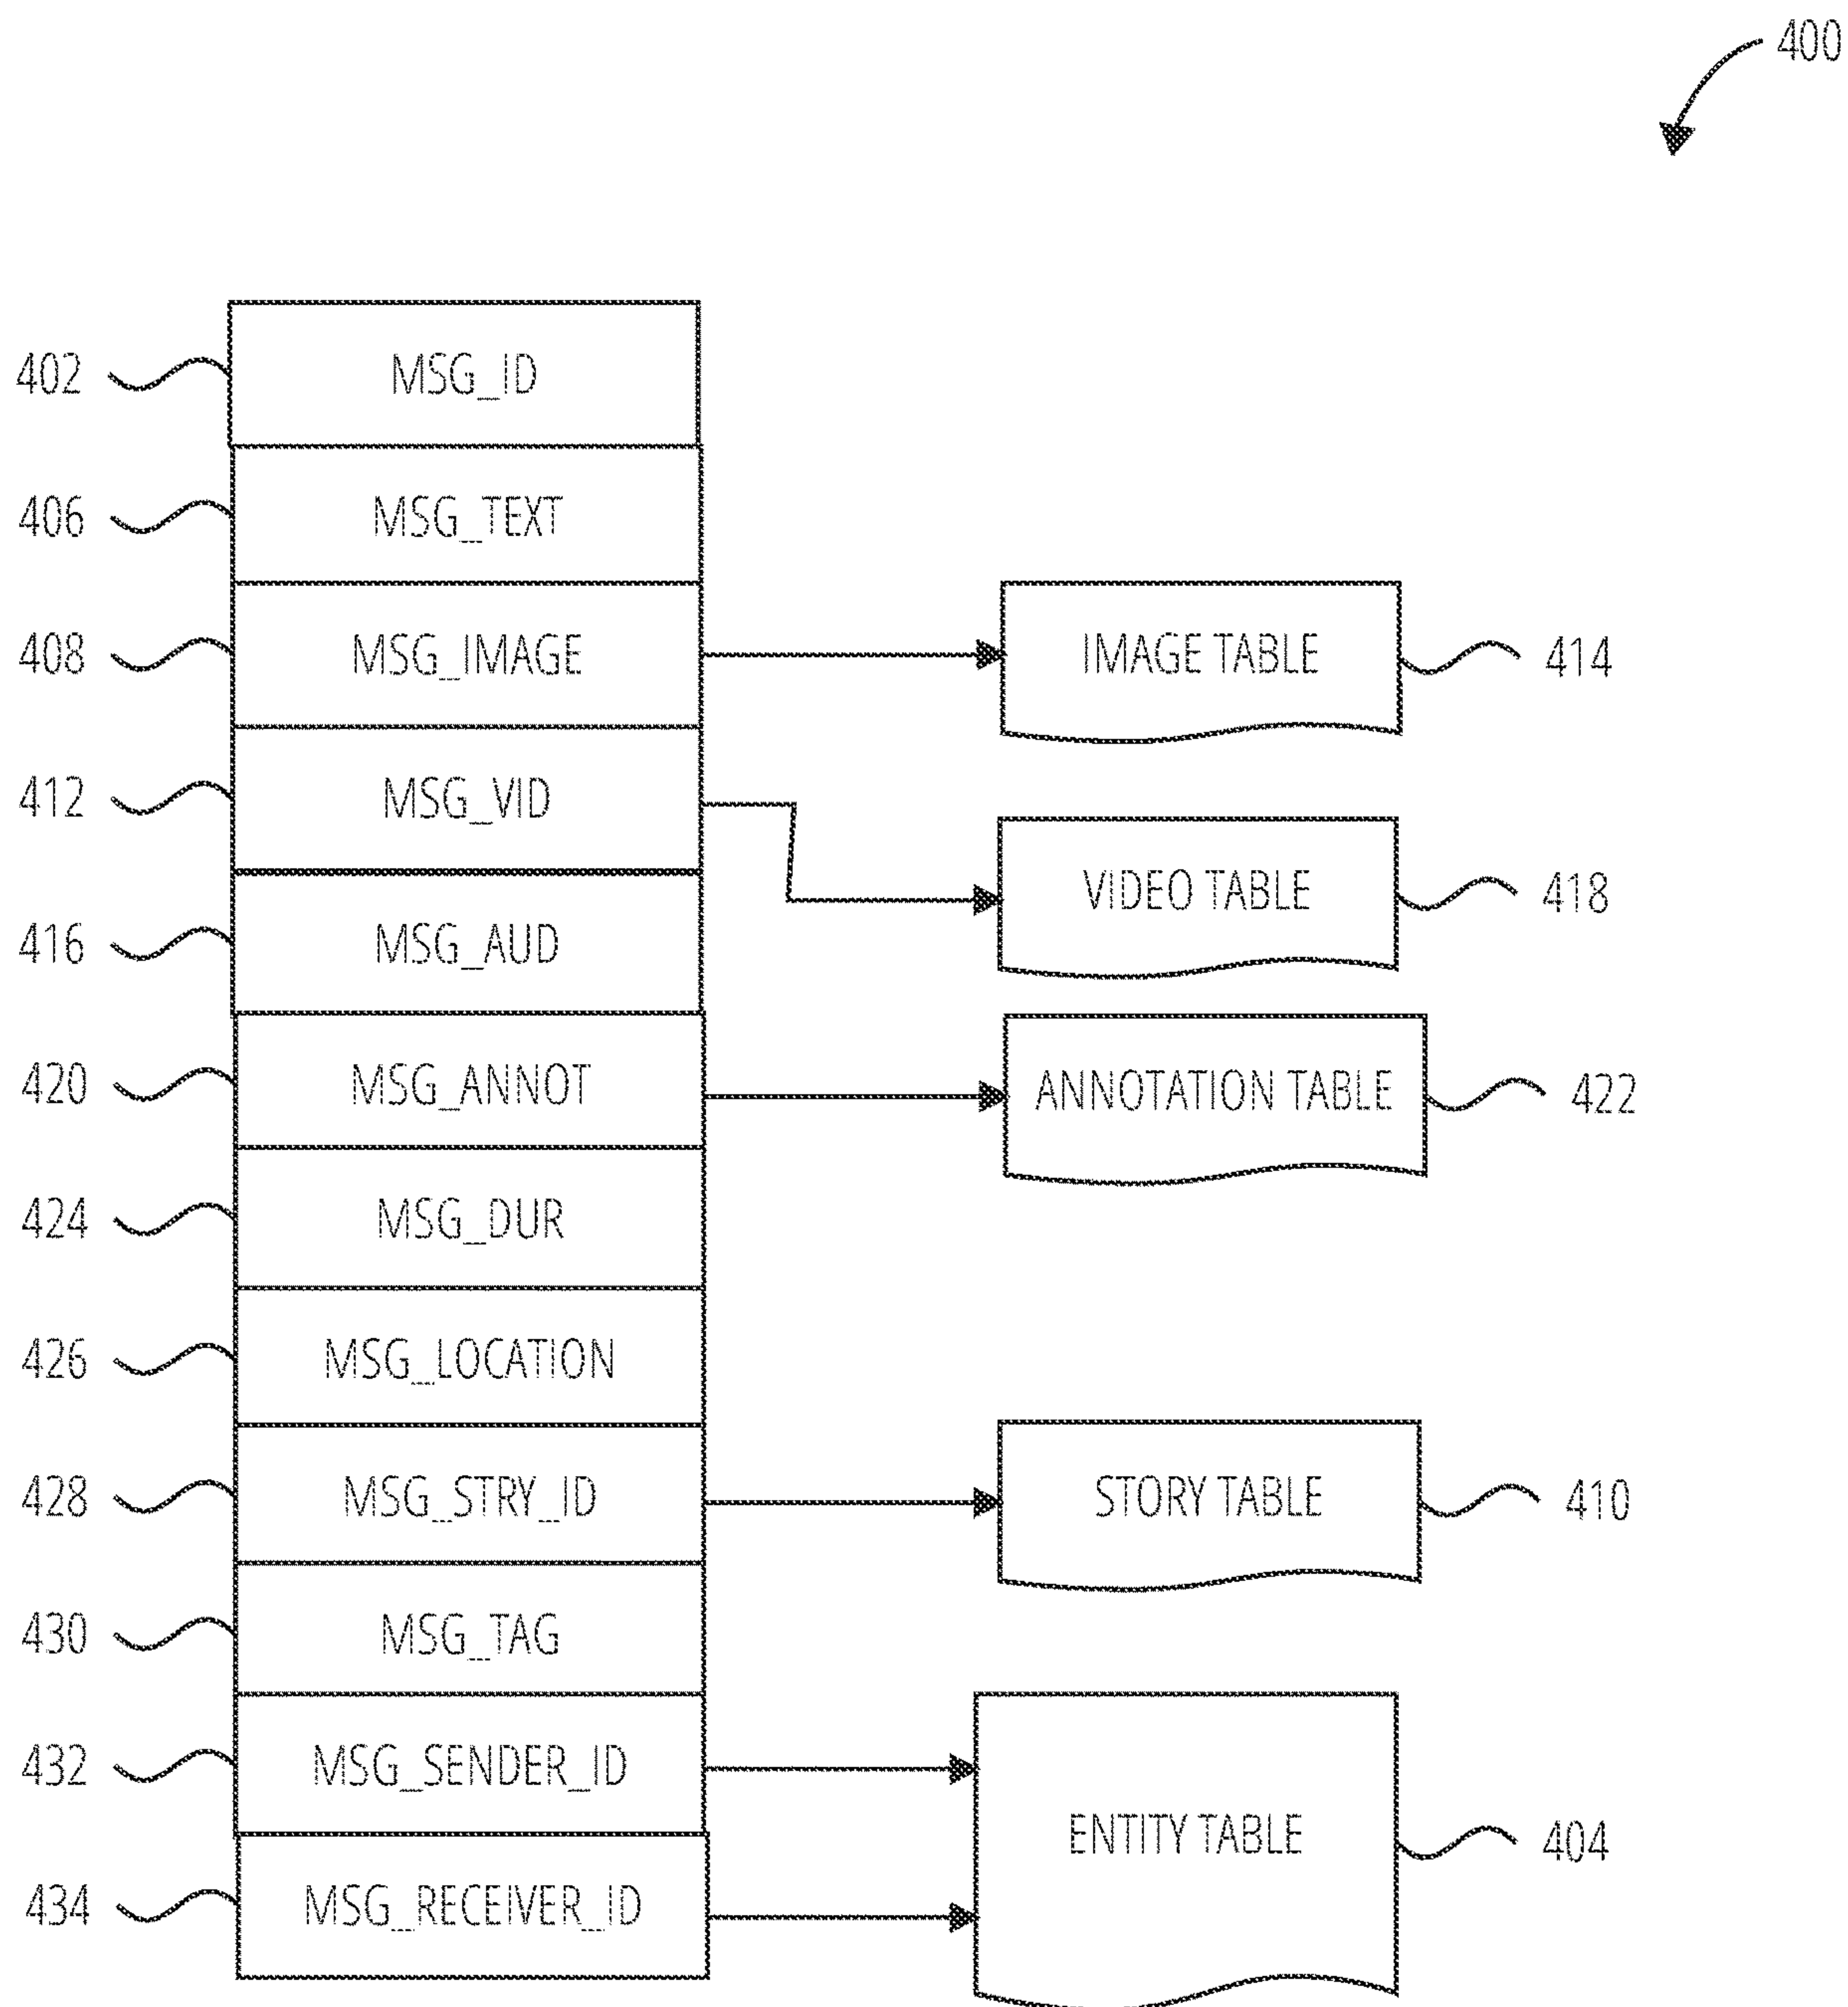 400
402 MSG_ID
406 MSG_TEXT
408 MSG_IMAGE IMAGE TABLE 414
412 MSG_VID VIDEO TABLE 418
416 MSG_AUD
420 MSG_ANNOT ANNOTATION TABLE 422
424 MSG_DUR
426 MSG_LOCATION
428 MSG_STRY_ID STORY TABLE 410
430 MSG_TAG
432 MSG_SENDER_ID
ENTITY TABLE 404
434 MSG_RECEIVER_ID